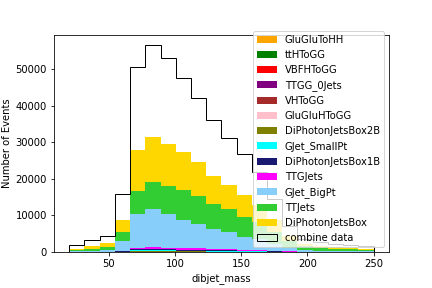 GluGluToHH
ttHToGG
VBFHToGG
TTGG_0Jets
VHToGG
GluGluHToGG
DiPhotonJetsBox2B
GJet_SmallPt
DiPhotonJetsBox1B
TTGJets
GJet_BigPt
TTJets
DiPhotonJetsBox
combine data
Number of Events
50000
40000
30000
20000
10000
0
50
100
150
200
250
dibjet_mass